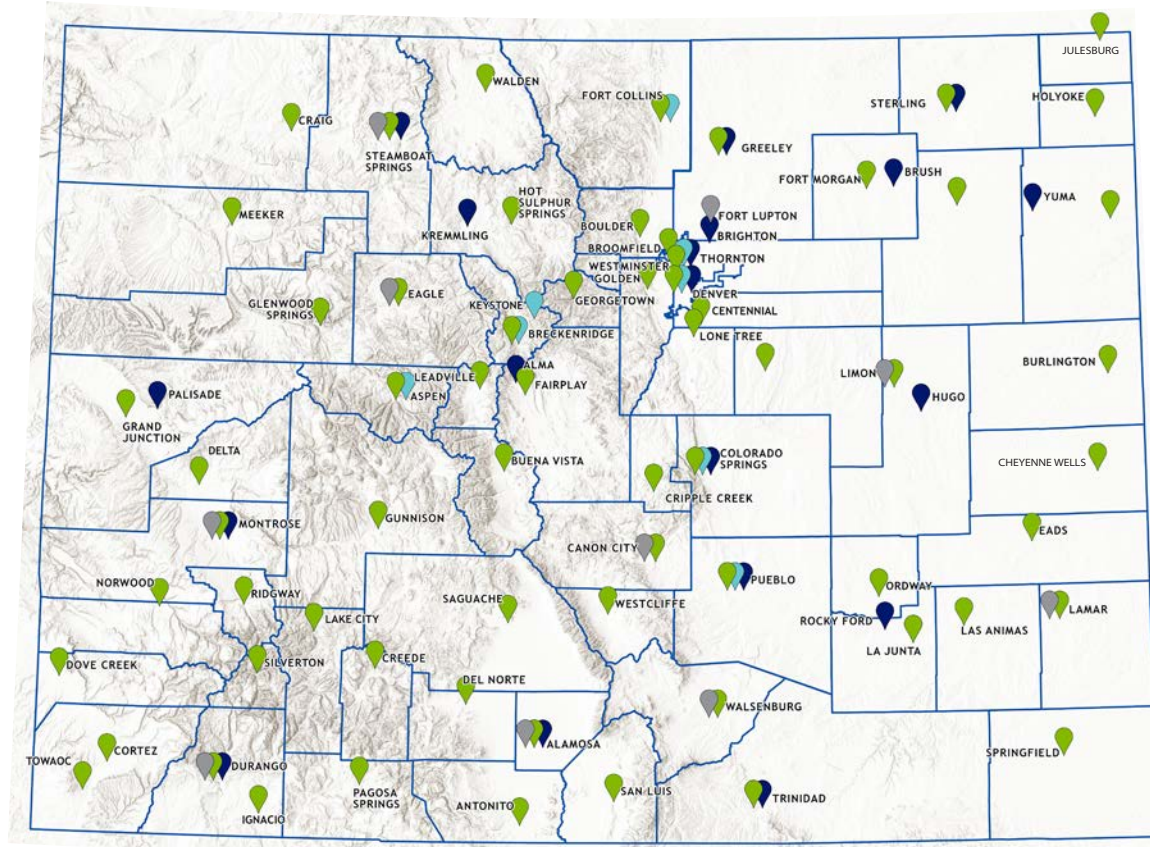 JULESBURG
WALDEN
FORT COLLINS
STERLING
HOLYOKE
CRAIG
STEAMBOAT
SPRINGS
GREELEY
FORT MORGAN
BRUSH
YUMA
MEEKER
HOT
SULPHUR
SPRINGS
KREMMLING
FORT LUPTON
BOULDER
BRIGHTON
BROOMFIELD
THORNTON
WESTMINSTER
GOLDEN
DENVER
EAGLE
GEORGETOWN
GLENWOOD
SPRINGS
KEYSTONE
CENTENNIAL
BRECKENRIDGE
LONE TREE
BURLINGTON
ALMA
LIMON
LEADVILLE
FAIRPLAY
ASPEN
PALISADE
HUGO
GRAND
JUNCTION
DELTA
BUENA VISTA
COLORADO
SPRINGS
CHEYENNE WELLS
CRIPPLE CREEK
GUNNISON
MONTROSE
EADS
CANON CITY
PUEBLO
NORWOOD
RIDGWAY
ORDWAY
SAGUACHE
WESTCLIFFE
LAMAR
LAKE CITY
ROCKY FORD
LAS ANIMAS
LA JUNTA
DOVE CREEK
SILVERTON
CREEDE
DEL NORTE
WALSENBURG
ALAMOSA
CORTEZ
SPRINGFIELD
TOWAOC
DURANGO
PAGOSA
SPRINGS
SAN LUIS
TRINIDAD
ANTONITO
IGNACIO